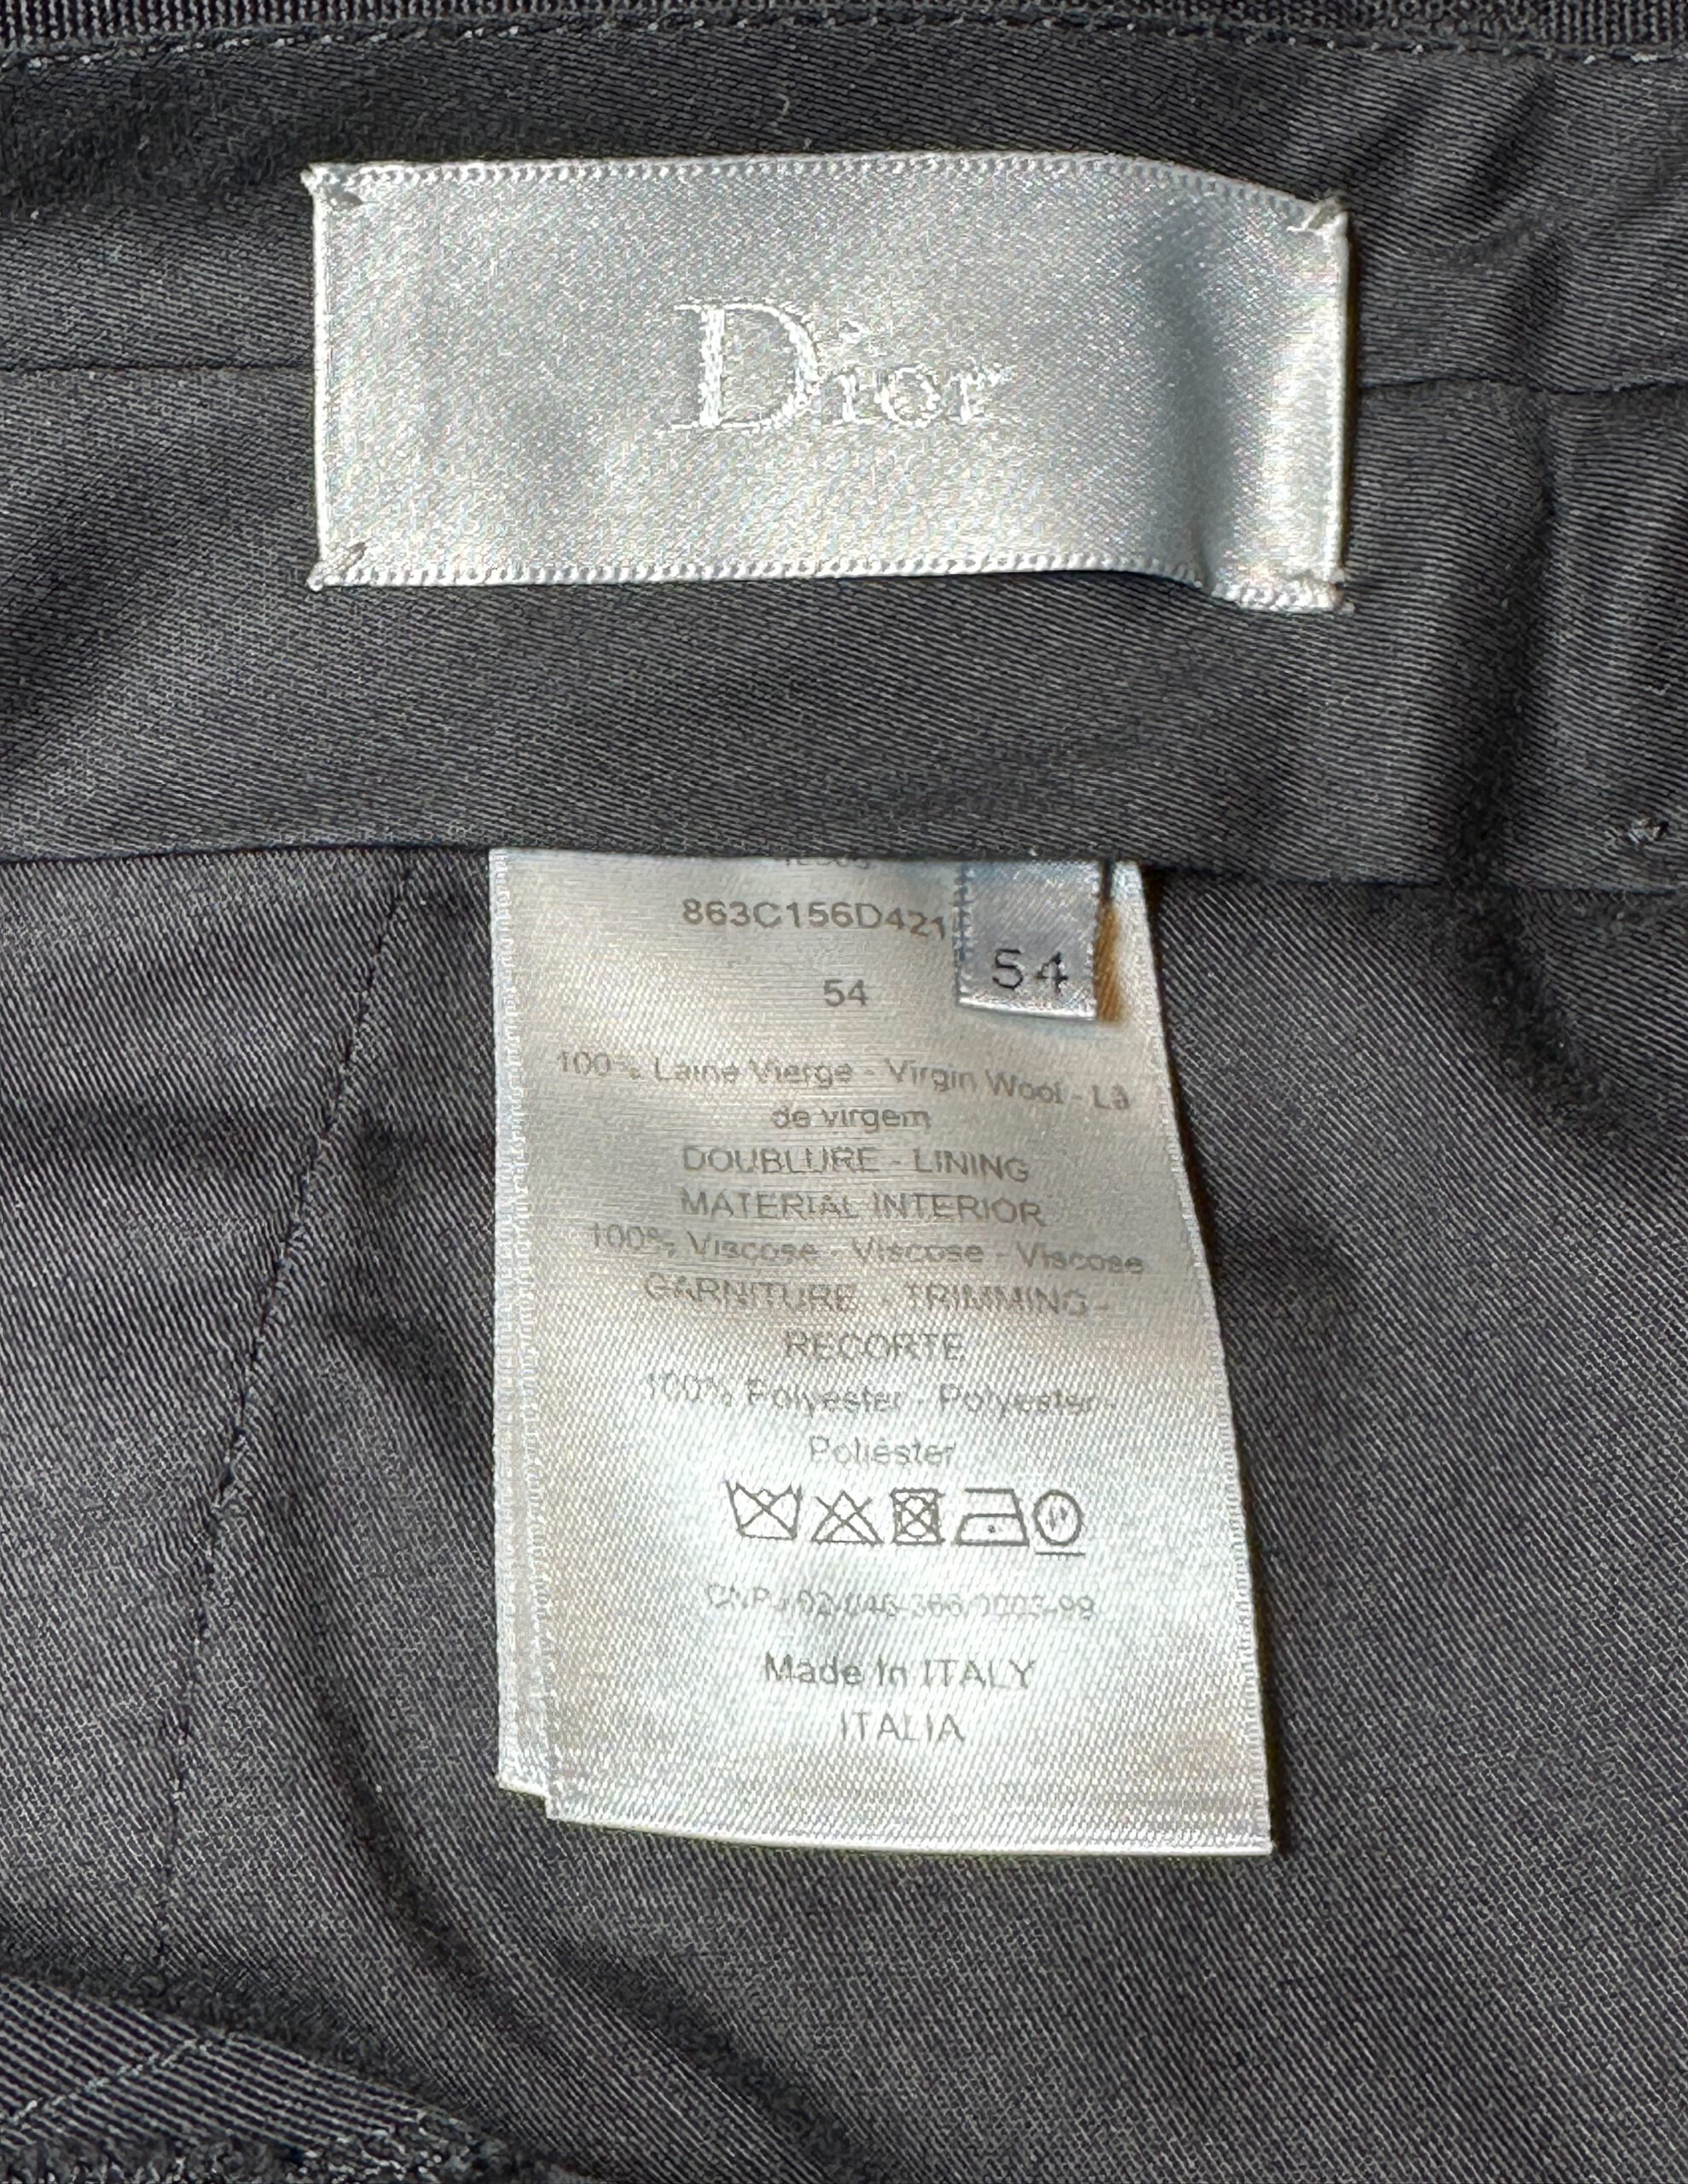 Dior
863C156D421
54
54
100% Laine Vierge - Virgin Wool - Lã
de virgem
DOUBLURE - LINING
MATERIAL INTERIOR
100% Viscose - Viscose - Viscose
GARNITURE - TRIMMING -
RECORTE
100% Polyester - Polyester -
Poliéster
CNPJ
Made In ITALY
ITALIA